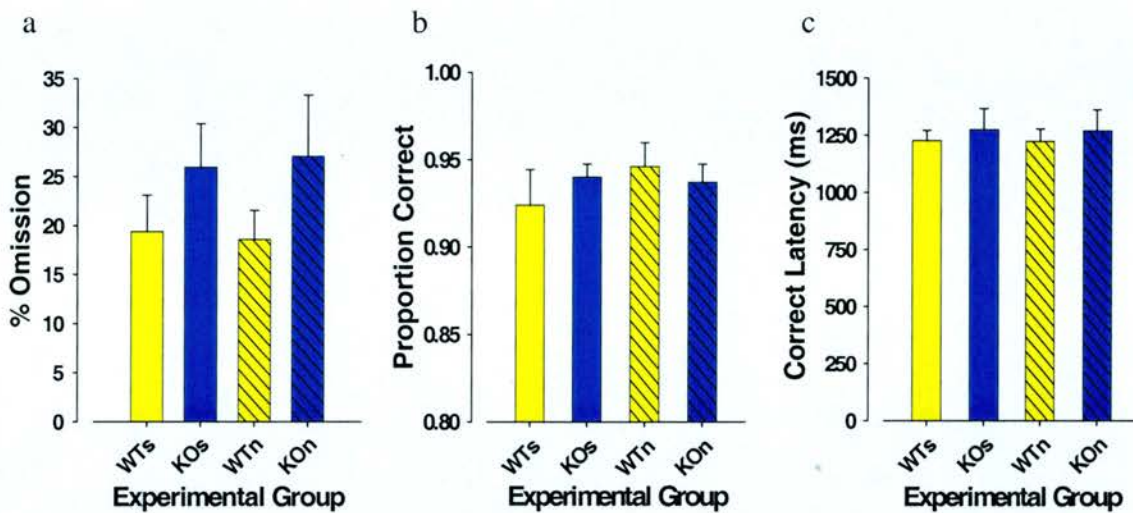 a
% Omission
35
30
25
20
15
10
5
0
WTs
KOs
WTn
KOn
Experimental Group
b
Proportion Correct
1.00
0.95
0.90
0.85
0.80
WTs
KOs
WTn
KOn
Experimental Group
c
Correct Latency (ms)
1500
1250
1000
750
500
250
0
WTs
KOs
WTn
KOn
Experimental Group